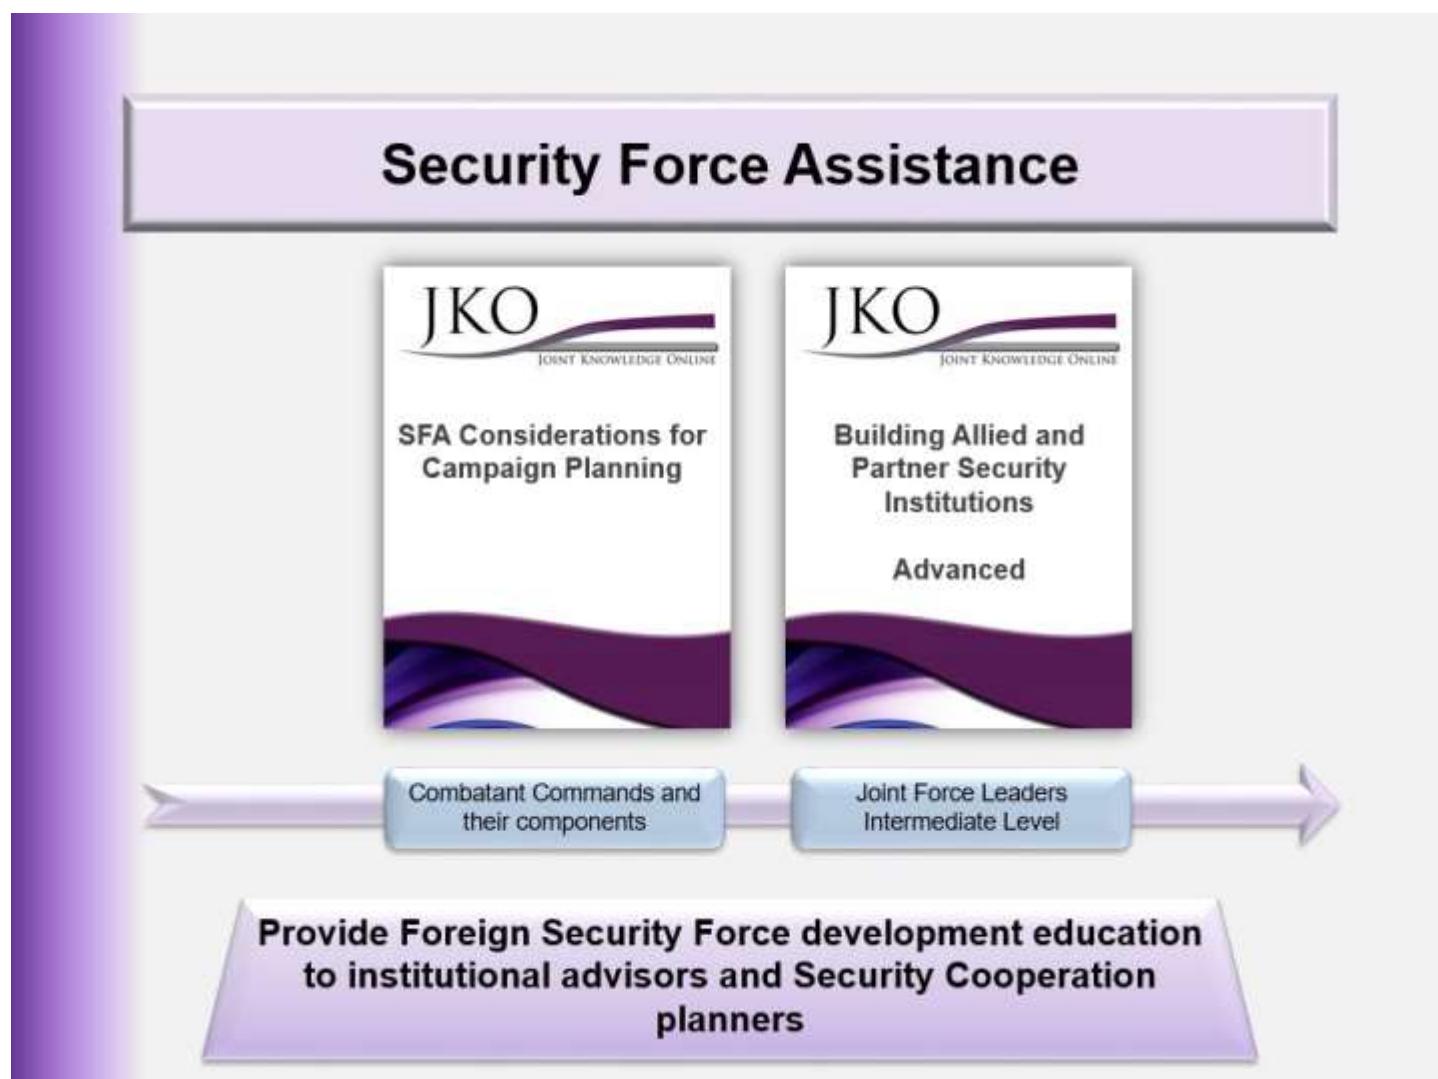 Security Force Assistance
JKO
JOINT KNOWLEDGE ONLINE
SFA Considerations for
Campaign Planning
JKO
JOINT KNOWLEDGE ONLINE
Building Allied and
Partner Security
Institutions
Advanced
Combatant Commands and
their components
Joint Force Leaders
Intermediate Level
Provide Foreign Security Force development education
to institutional advisors and Security Cooperation
planners